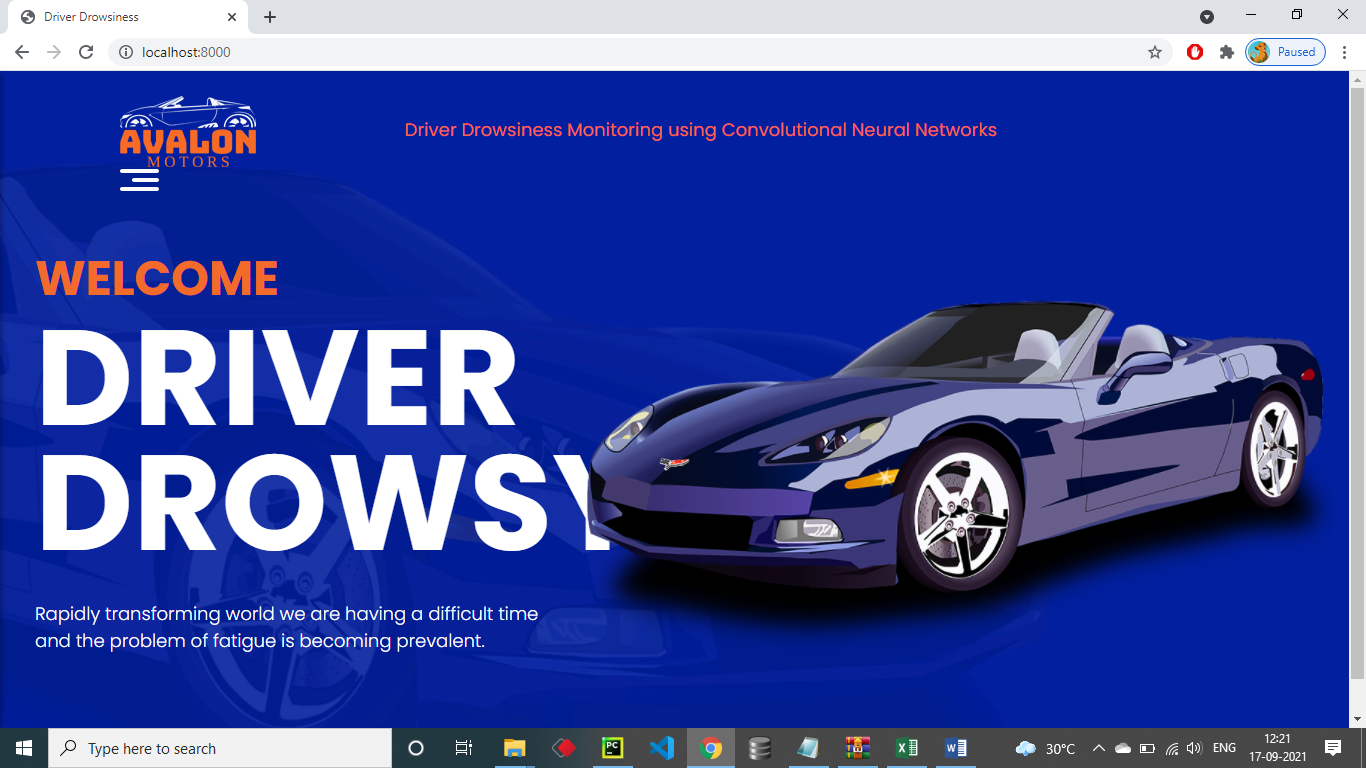 Driver Drowsiness
localhost:8000
Paused
AVALON
MOTORS
Driver Drowsiness Monitoring using Convolutional Neural Networks
WELCOME
DRIVER
DROWSY
Rapidly transforming world we are having a difficult time
and the problem of fatigue is becoming prevalent.
Type here to search
PC
30°C
ENG
12:21
17-09-2021